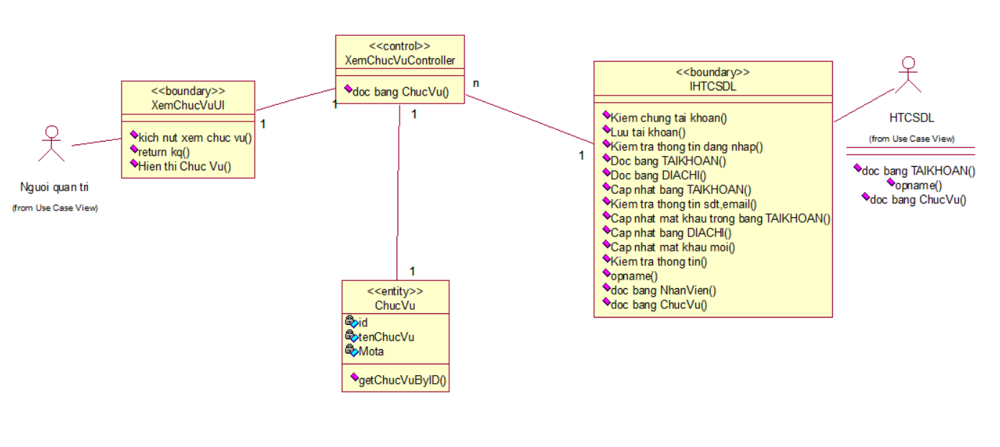 <<control>>
XemChucVuController
doc bang ChucVu()
<<boundary>>
XemChucVuUI
kich nut xem chuc vu()
return kq()
Hien thi Chuc Vu()
Nguoi quan tri
(from Use Case View)
1
1
1
n
1
1
<<entity>>
ChucVu
id
tenChucVu
Mota
getChucVuByID()
<<boundary>>
IHTCSDL
Kiem chung tai khoan()
Luu tai khoan()
Kiem tra thong tin dang nhap()
Doc bang TAIKHOAN()
Doc bang DIACHI()
Cap nhat bang TAIKHOAN()
Kiem tra thong tin sdt,email()
Cap nhat mat khau trong bang TAIKHOAN()
Cap nhat bang DIACHI()
Cap nhat mat khau moi()
Kiem tra thong tin()
opname()
doc bang NhanVien()
doc bang ChucVu()
HTCSDL
(from Use Case View)
doc bang TAIKHOAN()
opname()
doc bang ChucVu()